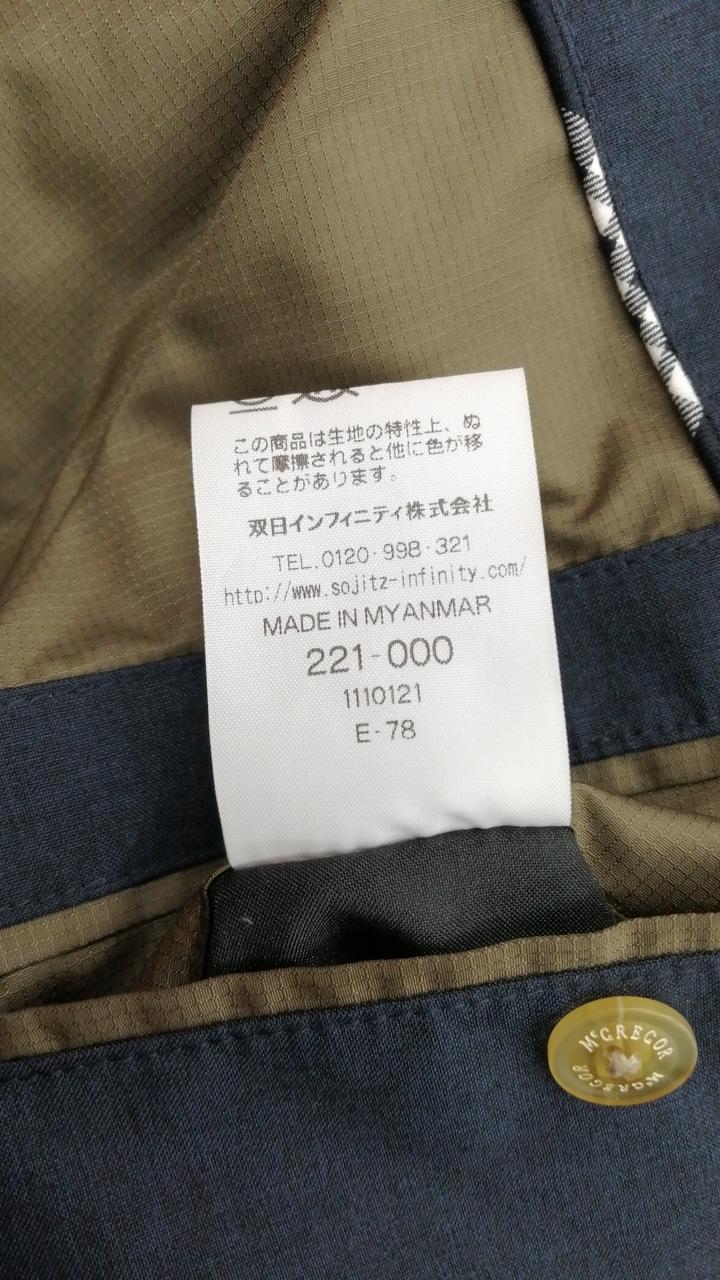 この商品は生地の特性上、ぬ
れて摩擦されると他に色が移
ることがあります。
双日インフィニティ株式会社
TEL.0120-998-321
http://www.sojitz-infinity.com/
MADE IN MYANMAR
221-000
1110121
E-78
McGREGOR
McGREGOR